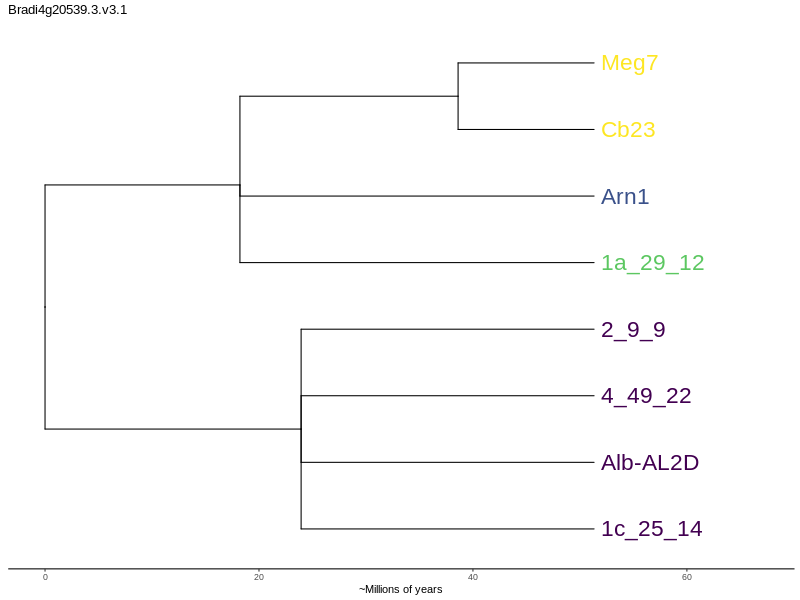 Bradi4g20539.3.v3.1
Meg7
Cb23
Arn1
1a_29_12
2_9_9
4_49_22
Alb-AL2D
1c_25_14
0 20 40 60
~Millions of years